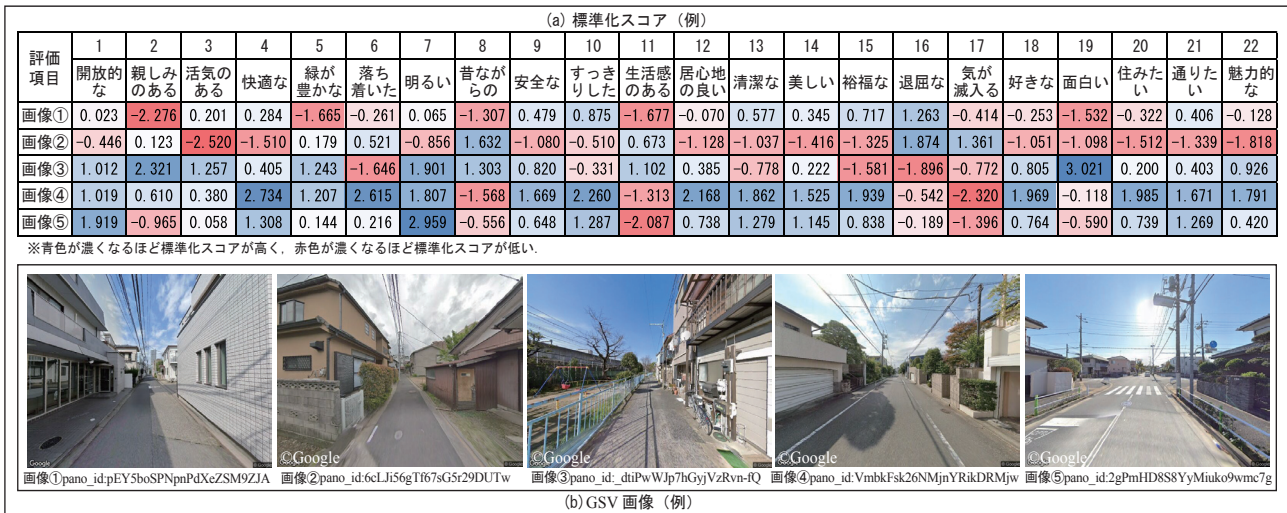 (a) 標準化スコア（例）
評価項目 1 2 3 4 5 6 7 8 9 10 11 12 13 14 15 16 17 18 19 20 21 22
開放的な 親しみのある 活気のある 快適な 緑が豊かな 落ち着いた 明るい 昔ながらの 安全な すっきりした 生活感のある 居心地の良い 清潔な 美しい 裕福な 退屈な 気が滅入る 好きな 面白い 住みたい 通りたい 魅力的な
画像① 0.023 −2.276 0.201 0.284 −1.665 −0.261 0.065 −1.307 0.479 0.875 −1.677 −0.070 0.577 0.345 0.717 1.263 −0.414 −0.253 −1.532 −0.322 0.406 −0.128
画像② −0.446 0.123 −2.520 −1.510 0.179 0.521 −0.856 1.632 −1.080 −0.510 0.673 −1.128 −1.037 −1.416 −1.325 1.874 1.361 −1.051 −1.098 −1.512 −1.339 −1.818
画像③ 1.012 2.321 1.257 0.405 1.243 −1.646 1.901 1.303 0.820 −0.331 1.102 0.385 −0.778 0.222 −1.581 −1.896 −0.772 0.805 3.021 0.200 0.403 0.926
画像④ 1.019 0.610 0.380 2.734 1.207 2.615 1.807 −1.568 1.669 2.260 −1.313 2.168 1.862 1.525 1.939 −0.542 −2.320 1.969 −0.118 1.985 1.671 1.791
画像⑤ 1.919 −0.965 0.058 1.308 0.144 0.216 2.959 −0.556 0.648 1.287 −2.087 0.738 1.279 1.145 0.838 −0.189 −1.396 0.764 −0.590 0.739 1.269 0.420
※青色が濃くなるほど標準化スコアが高く，赤色が濃くなるほど標準化スコアが低い.
Google
©Google
©Google
©Google
©Google
画像①pano_id:pEY5boSPNpnPdXeZSM9ZJA
画像②pano_id:6cLJi56gTf67sG5r29DUTw
画像③pano_id:_dtiPwWJp7hGyjVzRvn-fQ
画像④pano_id:VmbkFsk26NMjnYRikDRMjw
画像⑤pano_id:2gPmHD8S8YyMiuko9wmc7g
(b) GSV 画像（例）